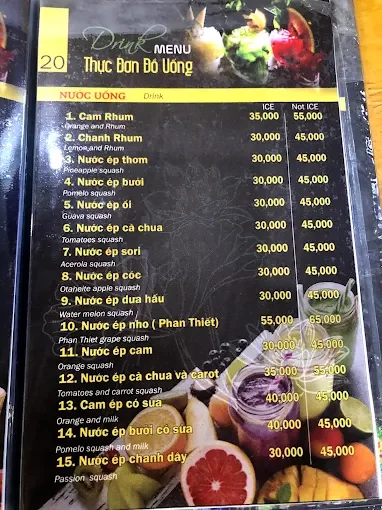 Drink MENU
20 Thực Đơn Đồ Uống
NƯỚC UỐNG Drink
ICE Not ICE
1. Cam Rhum 35,000 55,000
Orange and Rhum
2. Chanh Rhum 30,000 45,000
Lemon and Rhum
3. Nước ép thơm 30,000 45,000
Pineapple squash
4. Nước ép bưởi 30,000 45,000
Pomelo squash
5. Nước ép ổi 30,000 45,000
Guava squash
6. Nước ép cà chua 30,000 45,000
Tomatoes squash
7. Nước ép sori 30,000 45,000
Acerola squash
8. Nước ép cóc 30,000 45,000
Otaheite apple squash
9. Nước ép dưa hấu 30,000 45,000
Water melon squash
10. Nước ép nho ( Phan Thiết) 55,000 65,000
Phan Thiet grape squash
11. Nước ép cam 30,000 45,000
Orange squash
12. Nước ép cà chua và carot 35,000 55,000
Tomatoes and carrot squash
13. Cam ép có sữa 40,000 45,000
Orange and milk
14. Nước ép bưởi có sữa 40,000 45,000
Pomelo squash and milk
15. Nước ép chanh dây 30,000 45,000
Passion squash